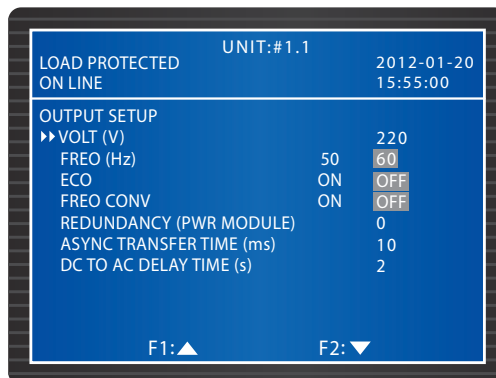 UNIT:#1.1
LOAD PROTECTED 2012-01-20
ON LINE 15:55:00
OUTPUT SETUP
VOLT (V) 220
FREO (Hz) 50 60
ECO ON OFF
FREO CONV ON OFF
REDUNDANCY (PWR MODULE) 0
ASYNC TRANSFER TIME (ms) 10
DC TO AC DELAY TIME (s) 2
F1:▲ F2:▼